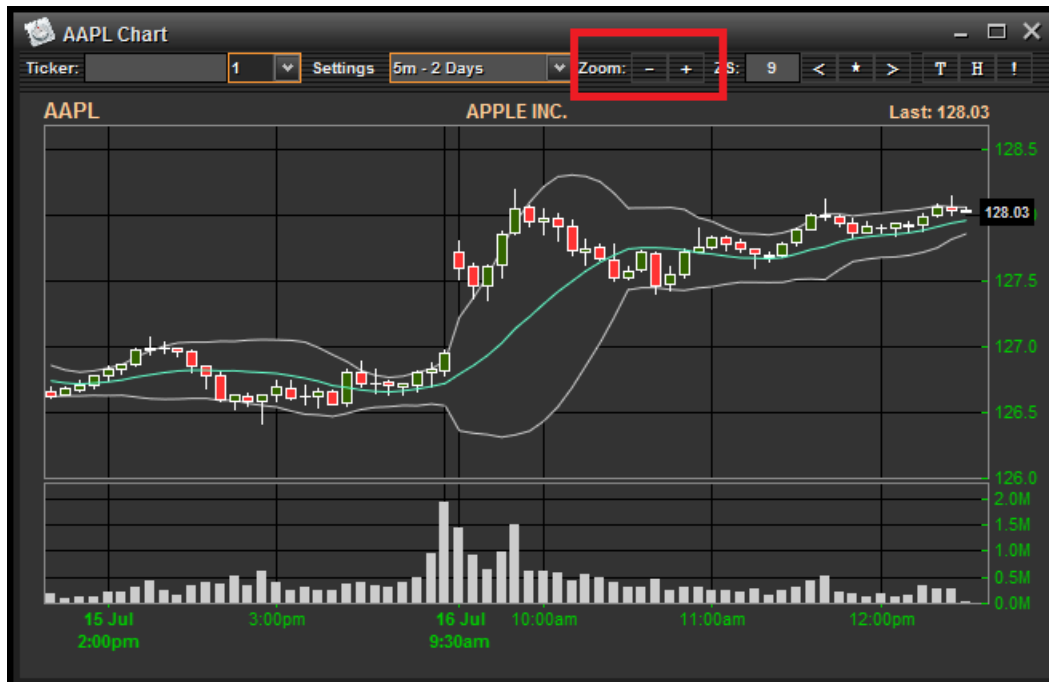 AAPL Chart
Ticker: 1 Settings 5m - 2 Days Zoom: - + ZS: 9 < * > T H !
AAPL APPLE INC. Last: 128.03
128.5
128.03
127.5
127.0
126.5
126.0
2.0M
1.5M
1.0M
0.5M
0.0M
15 Jul 3:00pm 16 Jul 10:00am 11:00am 12:00pm
2:00pm 9:30am